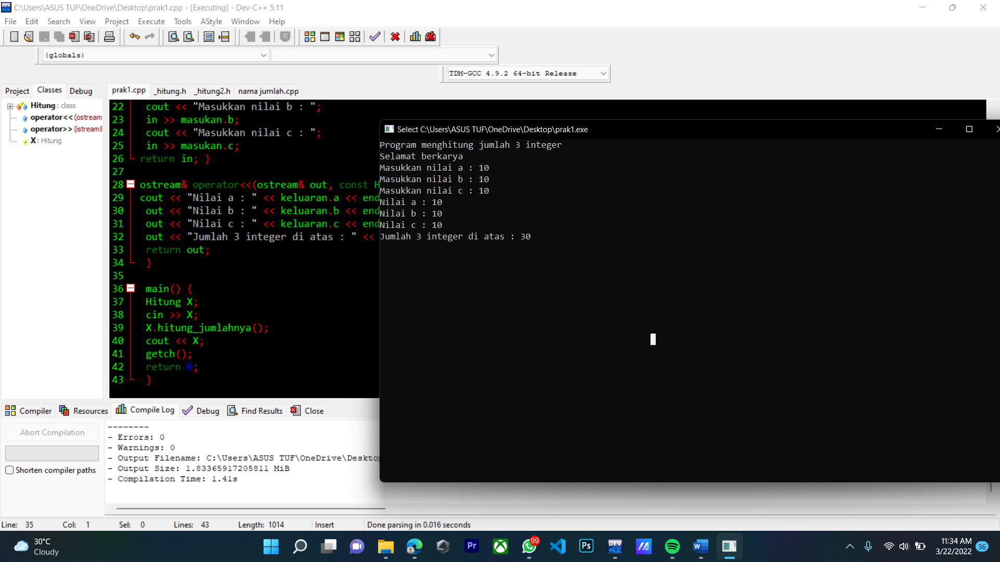 C:\Users\ASUS TUF\OneDrive\Desktop\prak1.cpp - [Executing] - Dev-C++ 5.11
File Edit Search View Project Execute Tools AStyle Window Help
(globals)
TDM-GCC 4.9.2 64-bit Release
Project Classes Debug
prak1.cpp _hitung.h _hitung2.h nama jumlah.cpp
Hitung : class
operator<< (ostream
operator>> (istream&
X : Hitung
22 cout << "Masukkan nilai b : ";
23 in >> masukan.b;
24 cout << "Masukkan nilai c : ";
25 in >> masukan.c;
26 return in; }
27
28 ostream& operator<<(ostream& out, const H
29 cout << "Nilai a : " << keluaran.a << end
30 out << "Nilai b : " << keluaran.b << end
31 out << "Nilai c : " << keluaran.c << end
32 out << "Jumlah 3 integer di atas : " <<
33 return out;
34 }
35
36 main() {
37 Hitung X;
38 cin >> X;
39 X.hitung_jumlahnya();
40 cout << X;
41 getch();
42 return 0;
43 }
Select C:\Users\ASUS TUF\OneDrive\Desktop\prak1.exe
Program menghitung jumlah 3 integer
Selamat berkarya
Masukkan nilai a : 10
Masukkan nilai b : 10
Masukkan nilai c : 10
Nilai a : 10
Nilai b : 10
Nilai c : 10
Jumlah 3 integer di atas : 30
Compiler Resources Compile Log Debug Find Results Close
Abort Compilation
Shorten compiler paths
--------
- Errors: 0
- Warnings: 0
- Output Filename: C:\Users\ASUS TUF\OneDrive\Desktop
- Output Size: 1.83365917205811 MiB
- Compilation Time: 1.41s
Line: 35 Col: 1 Sel: 0 Lines: 43 Length: 1014 Insert Done parsing in 0.016 seconds
30°C
Cloudy
Pr
99
Ps
DEV
C++
W
11:34 AM
3/22/2022
36